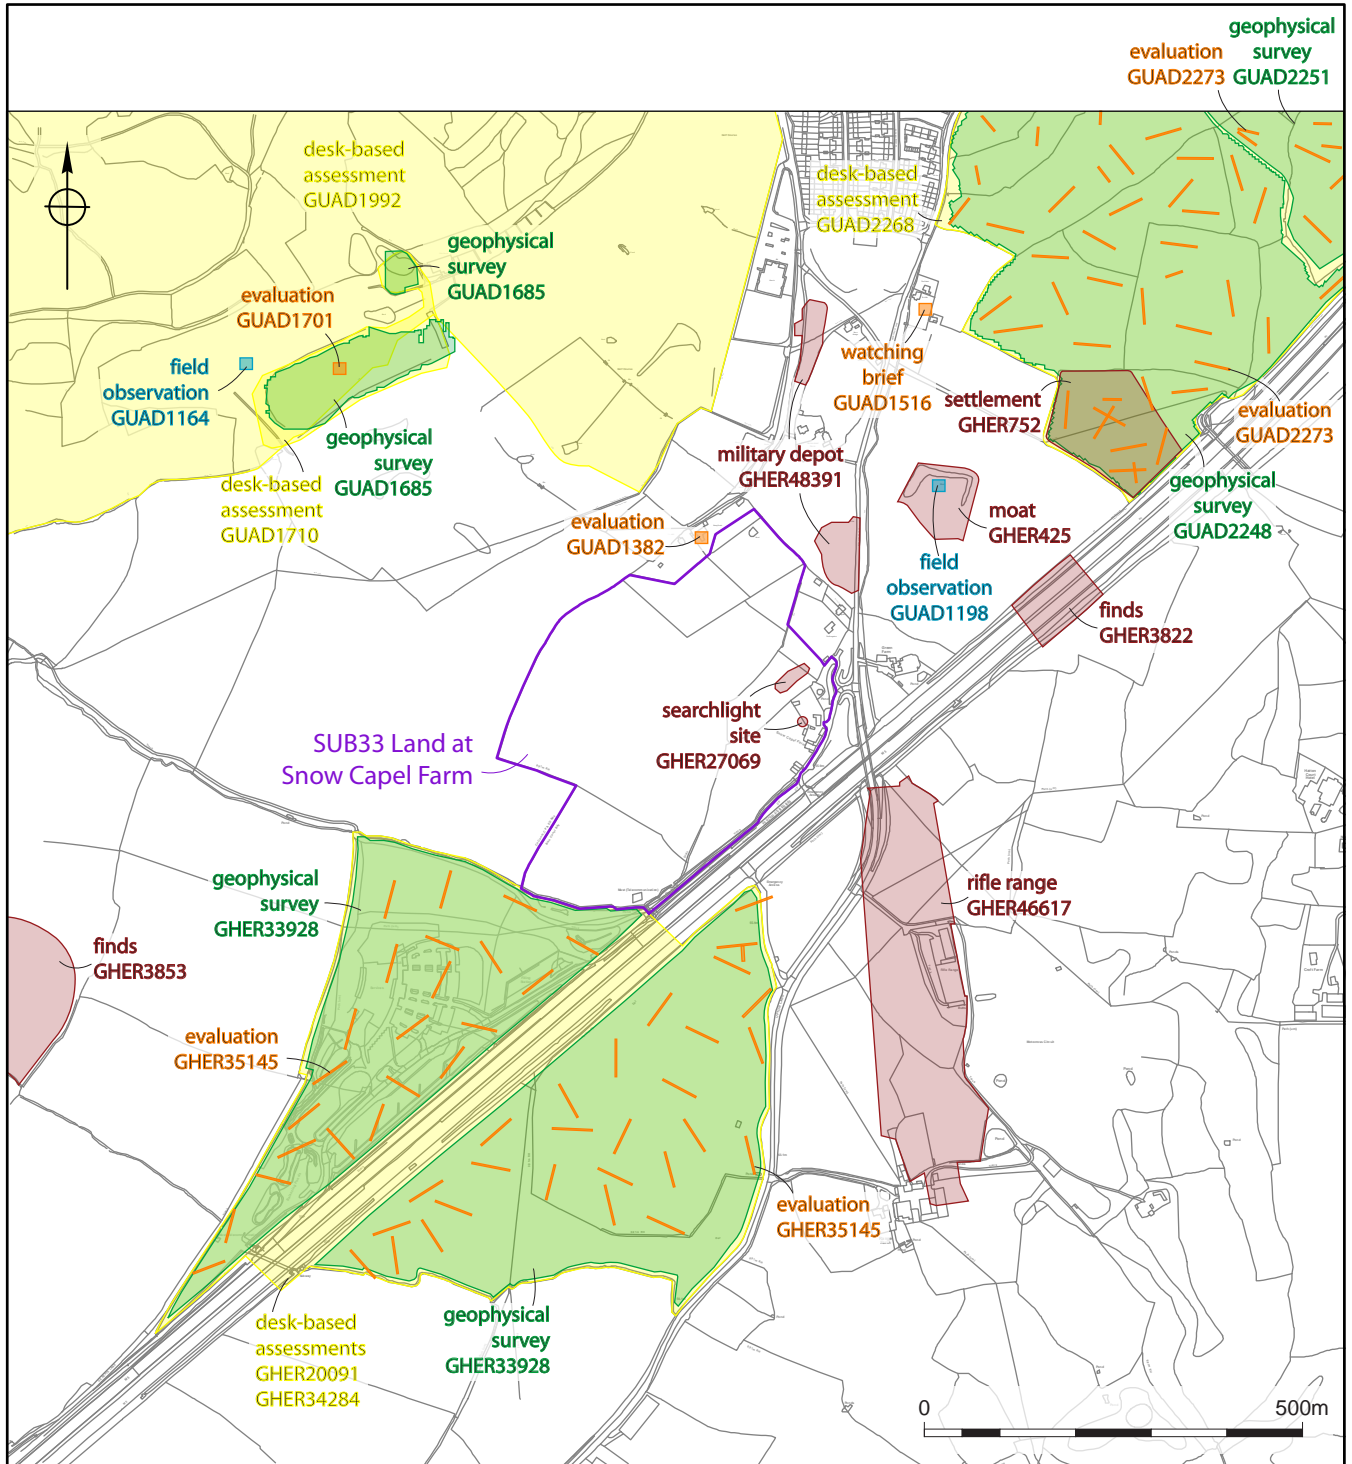 geophysical
survey
GUAD2251
evaluation
GUAD2273
desk-based
assessment
GUAD1992
desk-based
assessment
GUAD2268
geophysical
survey
GUAD1685
evaluation
GUAD1701
field
observation
GUAD1164
geophysical
survey
GUAD1685
desk-based
assessment
GUAD1710
watching
brief
GUAD1516
settlement
GHER752
evaluation
GUAD2273
military depot
GHER48391
geophysical
survey
GUAD2248
moat
GHER425
evaluation
GUAD1382
field
observation
GUAD1198
finds
GHER3822
searchlight
site
GHER27069
SUB33 Land at
Snow Capel Farm
geophysical
survey
GHER33928
rifle range
GHER46617
finds
GHER3853
evaluation
GHER35145
evaluation
GHER35145
desk-based
assessments
GHER20091
GHER34284
geophysical
survey
GHER33928
0
500m